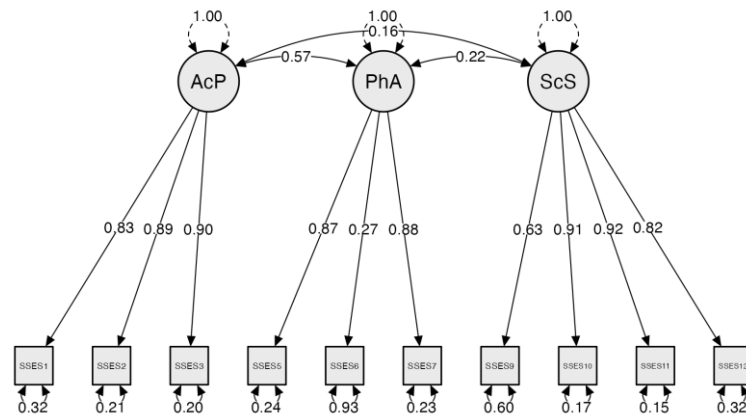 1.00 1.00 1.00
0.16
0.57 0.22
AcP PhA ScS
0.83 0.89 0.90 0.87 0.27 0.88 0.63 0.91 0.92 0.82
SSES1 SSES2 SSES3 SSES5 SSES6 SSES7 SSES9 SSES10 SSES11 SSES12
0.32 0.21 0.20 0.24 0.93 0.23 0.60 0.17 0.15 0.32